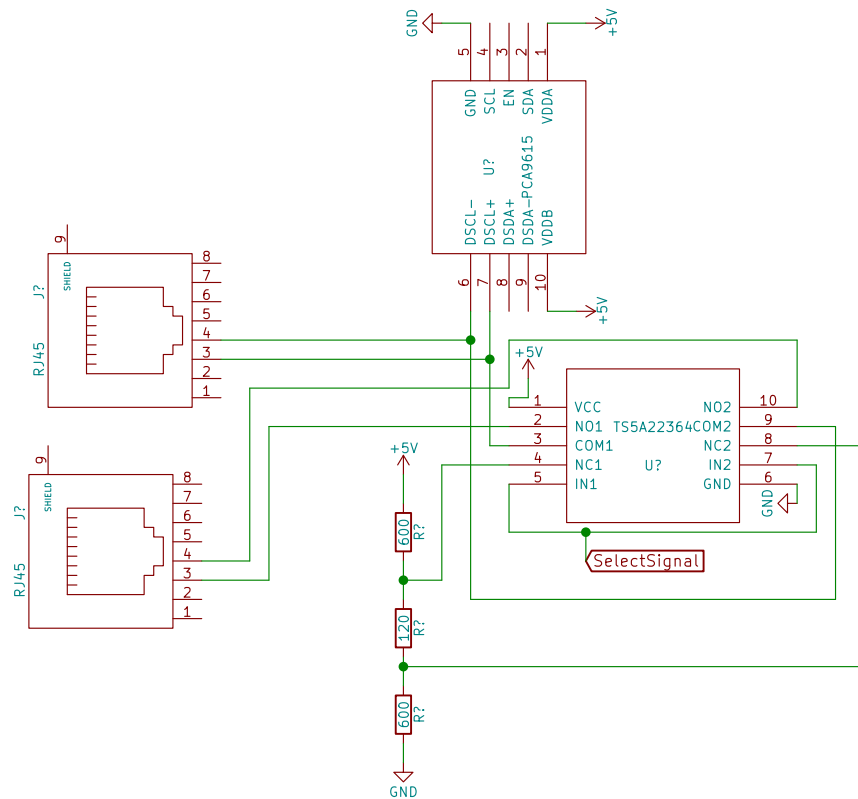 GND
+5V
5
4
3
2
1
GND
SCL
EN
SDA
VDDA
U?
PCA9615
DSCL-
DSCL+
DSDA+
DSDA-
VDDB
6
7
8
9
10
+5V
9
SHIELD
J?
RJ45
8
7
6
5
4
3
2
1
+5V
1 VCC NO2 10
2 NO1 TS5A22364 COM2 9
3 COM1 NC2 8
4 NC1 U? IN2 7
5 IN1 GND 6
GND
SelectSignal
9
SHIELD
J?
RJ45
8
7
6
5
4
3
2
1
+5V
600
R?
120
R?
600
R?
GND